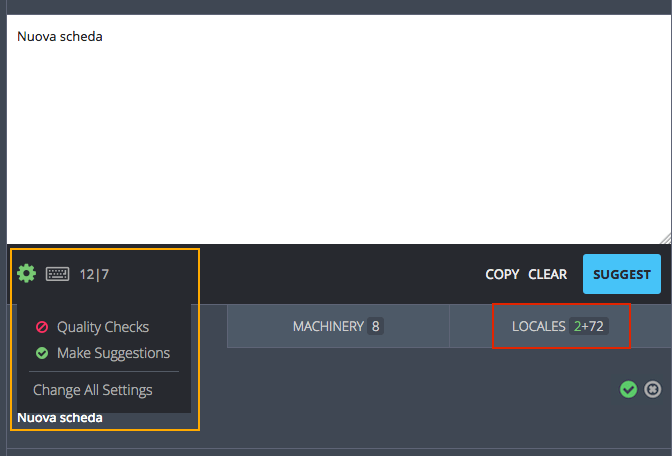 Nuova scheda
12|7
COPY CLEAR SUGGEST
Quality Checks
Make Suggestions
Change All Settings
MACHINERY 8
LOCALES 2+72
Nuova scheda